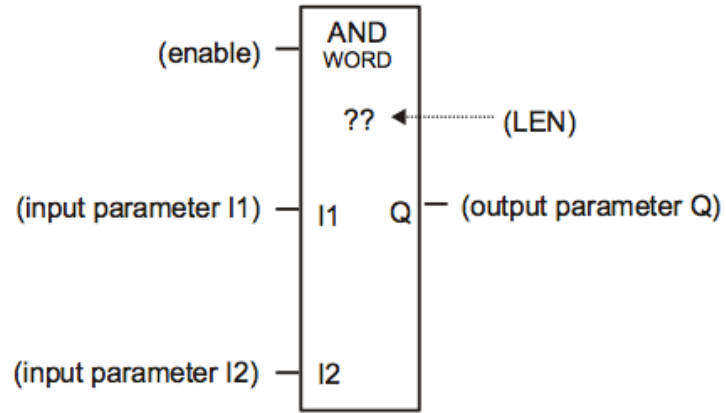 AND
(enable)
WORD
?? (LEN)
(input parameter I1) I1 Q (output parameter Q)
(input parameter I2) I2